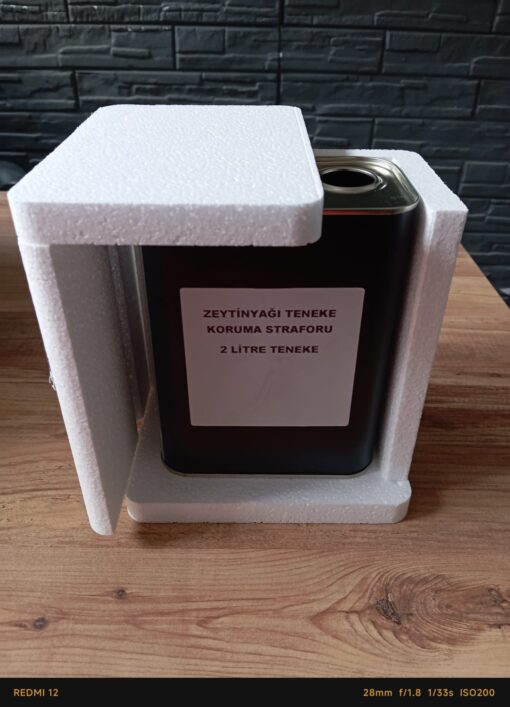 ZEYTİNYAĞI TENEKE
KORUMA STRAFORU
2 LİTRE TENEKE
REDMI 12
28mm f/1.8 1/33s ISO200